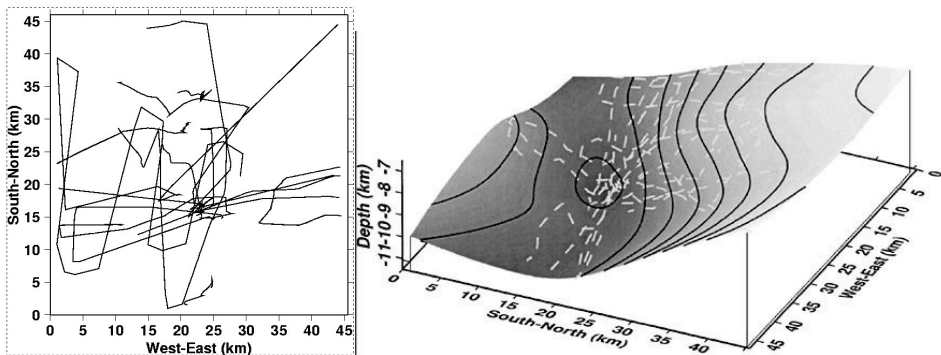 45
40
35
30
25
20
15
10
5
0
South-North (km)
0 5 10 15 20 25 30 35 40 45
West-East (km)
Depth (km)
-11 -10 -9 -8 -7
0 5 10 15 20 25 30 35 40
South-North (km)
0 5 10 15 20 25 30 35 40 45
West-East (km)